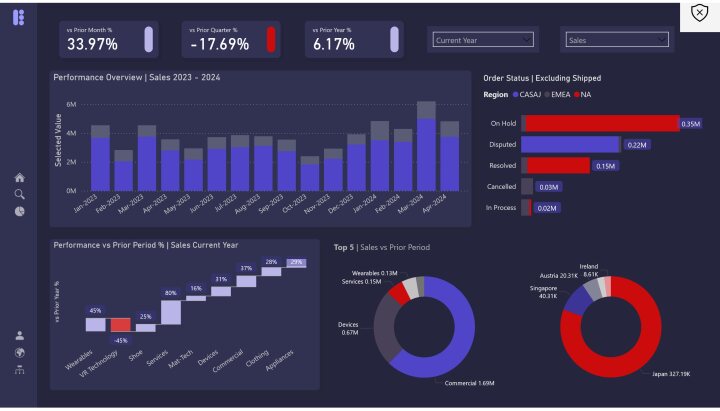 vs Prior Month %
33.97%
vs Prior Quarter %
-17.69%
vs Prior Year %
6.17%
Current Year
Sales
Performance Overview | Sales 2023 - 2024
Selected Value
6M
4M
2M
0M
Jan-2023
Feb-2023
Mar-2023
Apr-2023
May-2023
Jun-2023
Jul-2023
Aug-2023
Sep-2023
Oct-2023
Nov-2023
Dec-2023
Jan-2024
Feb-2024
Mar-2024
Apr-2024
Order Status | Excluding Shipped
Region CASAJ EMEA NA
On Hold 0.35M
Disputed 0.22M
Resolved 0.15M
Cancelled 0.03M
In Process 0.02M
Performance vs Prior Period % | Sales Current Year
vs Prior Year %
45%
-45%
25%
80%
16%
31%
37%
28%
29%
Wearables
VR Technology
Shoe
Services
Mat-Tech
Devices
Commercial
Clothing
Appliances
Top 5 | Sales vs Prior Period
Wearables 0.13M
Services 0.15M
Devices
0.67M
Commercial 1.69M
Ireland
8.61K
Austria 20.31K
Singapore
40.31K
Japan 327.19K